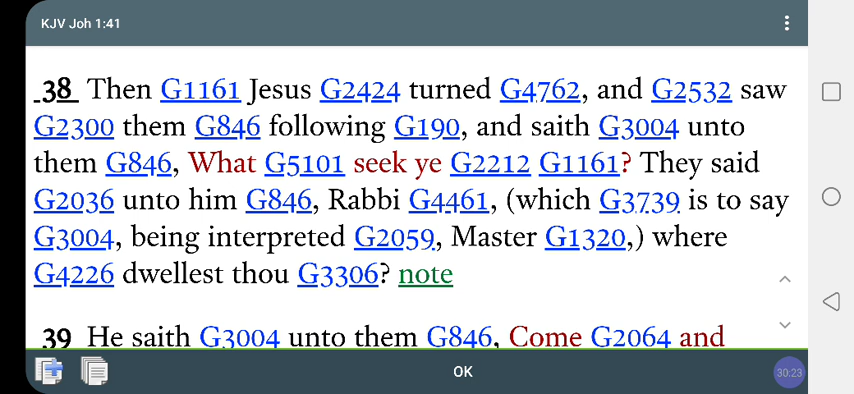 KJV Joh 1:41
38 Then G1161 Jesus G2424 turned G4762, and G2532 saw
G2300 them G846 following G190, and saith G3004 unto
them G846, What G5101 seek ye G2212 G1161? They said
G2036 unto him G846, Rabbi G4461, (which G3739 is to say
G3004, being interpreted G2059, Master G1320,) where
G4226 dwellest thou G3306? note
39 He saith G3004 unto them G846, Come G2064 and
OK
30:23